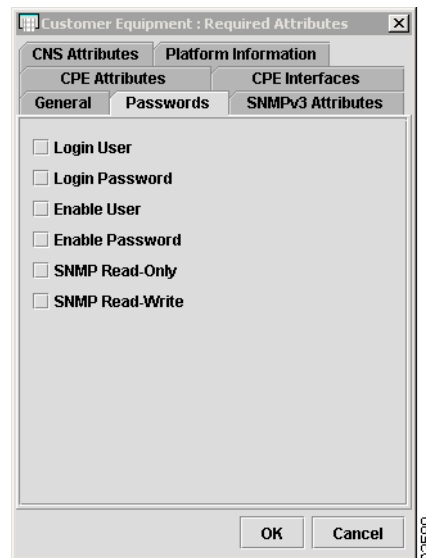 Customer Equipment : Required Attributes
CNS Attributes Platform Information
CPE Attributes CPE Interfaces
General Passwords SNMPv3 Attributes
Login User
Login Password
Enable User
Enable Password
SNMP Read-Only
SNMP Read-Write
OK Cancel